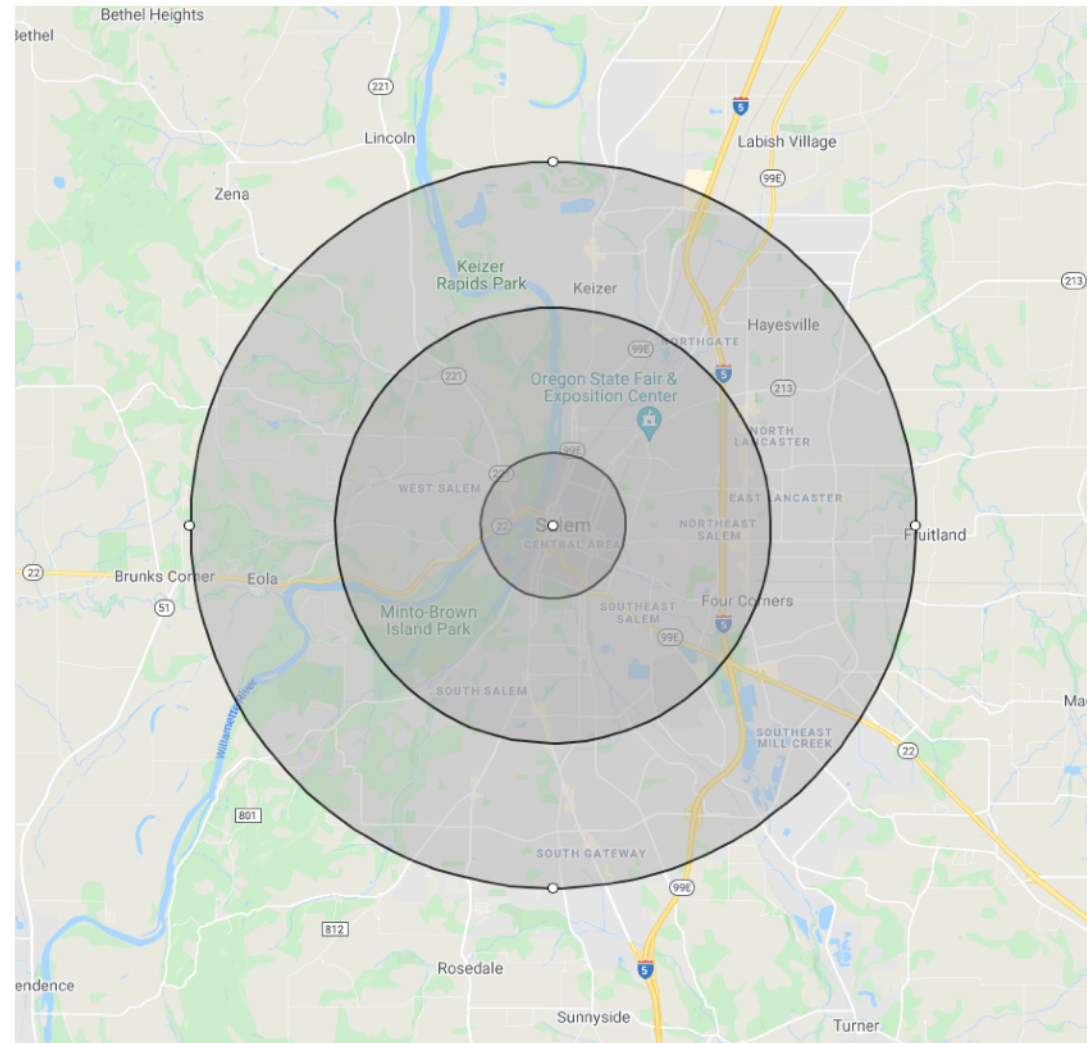 Bethel Heights
Bethel
221
5
Lincoln
Labish Village
99E
Zena
Keizer
Rapids Park
213
Keizer
Hayesville
NORTHGATE
99E
221
5
213
Oregon State Fair &
Exposition Center
NORTH
LANCASTER
99E
221
WEST SALEM
EAST LANCASTER
22
Salem
NORTHEAST
SALEM
Fruitland
CENTRAL AREA
22
Brunks Corner
Eola
51
Minto-Brown
Island Park
SOUTHEAST
SALEM
Four Corners
5
99E
SOUTH SALEM
Willamette River
Ma
SOUTHEAST
MILL CREEK
22
801
SOUTH GATEWAY
99E
812
Rosedale
5
endence
Sunnyside
Turner